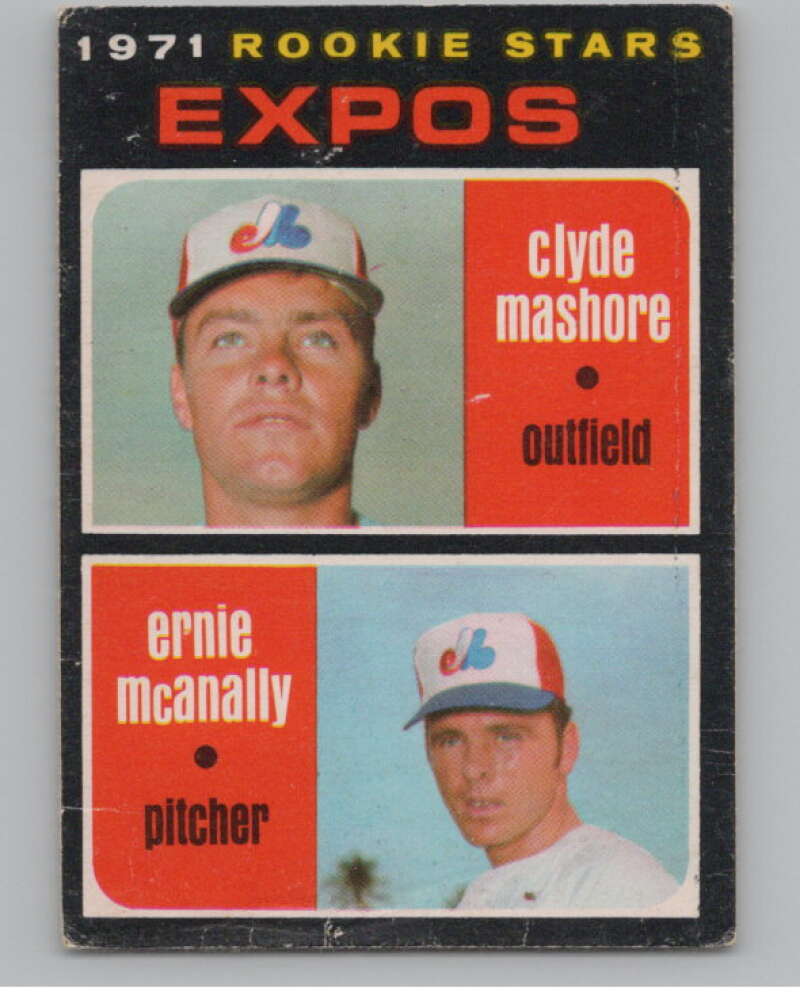 1971 ROOKIE STARS
EXPOS
clyde
mashore
outfield
ernie
mcanally
pitcher